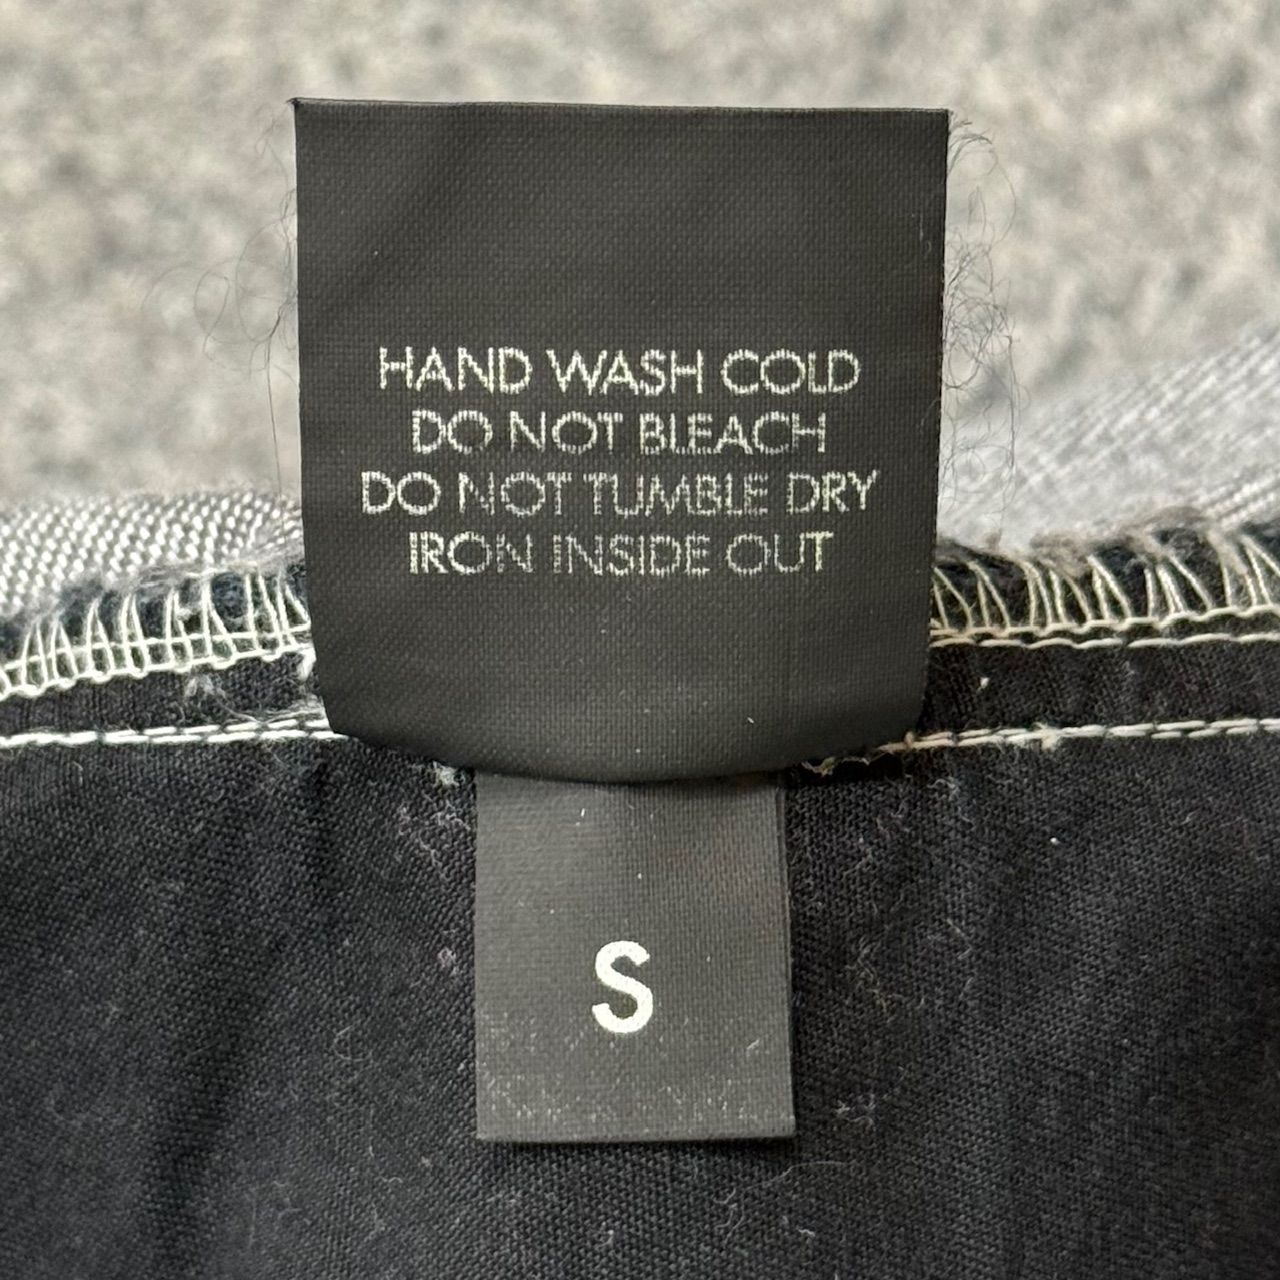 HAND WASH COLD
DO NOT BLEACH
DO NOT TUMBLE DRY
IRON INSIDE OUT
S